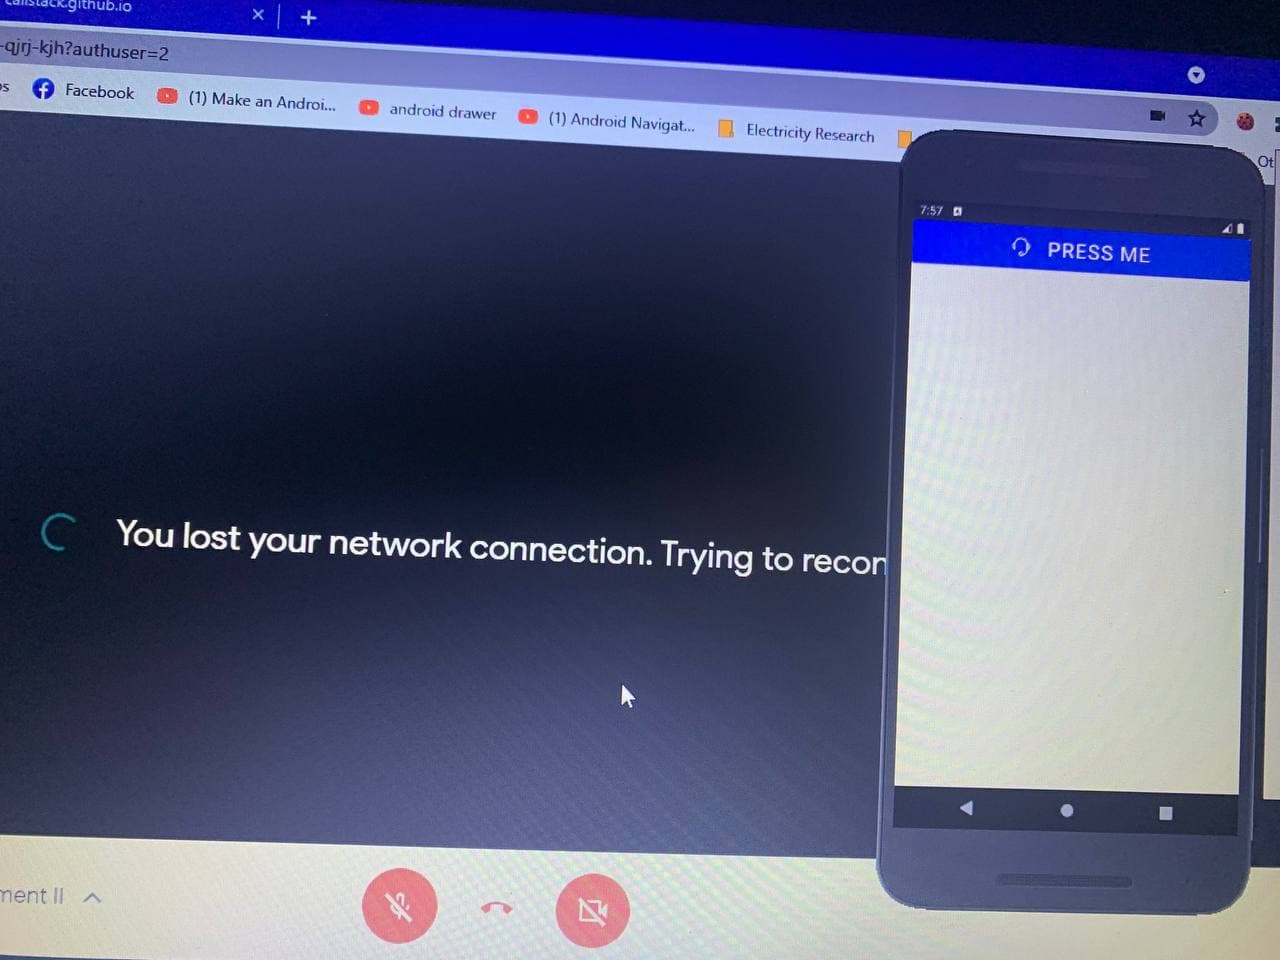 callstack.github.io
-qjrj-kjh?authuser=2
Facebook
(1) Make an Androi...
android drawer
(1) Android Navigat...
Electricity Research
Ot
7:57
PRESS ME
You lost your network connection. Trying to recon
ment II